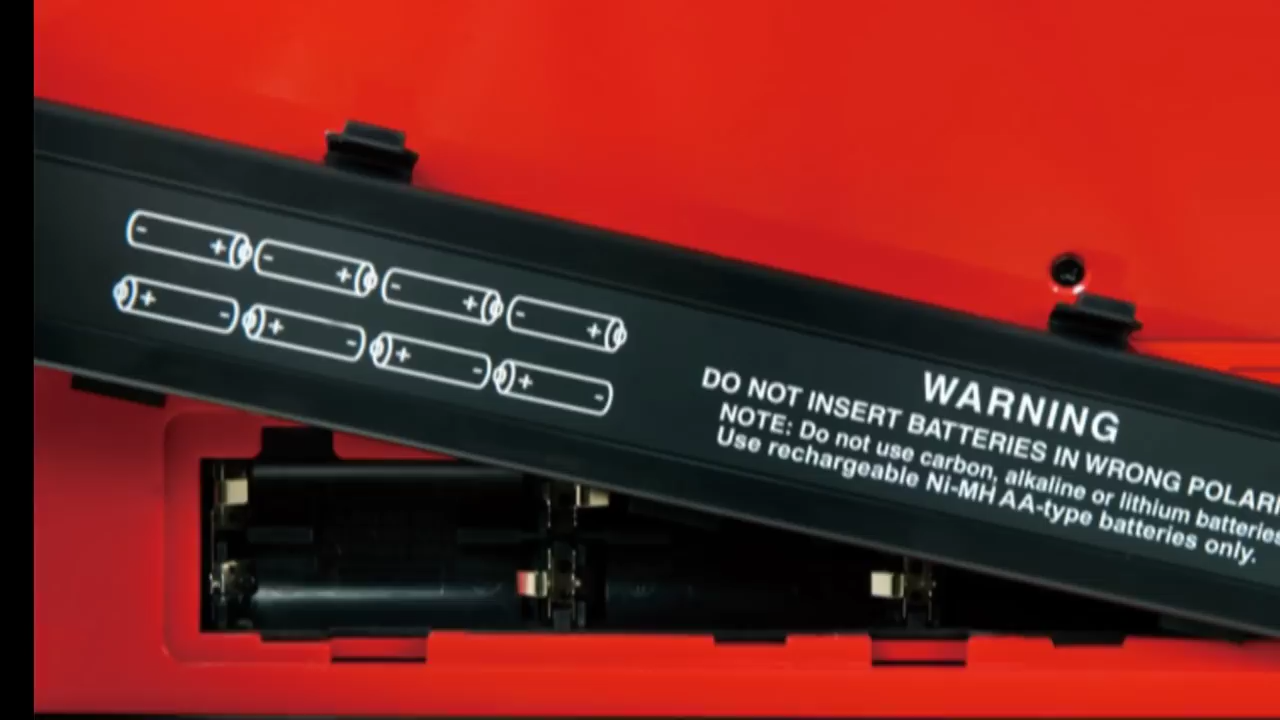 WARNING
DO NOT INSERT BATTERIES IN WRONG
NOTE: Do not use carbon, alkaline or lithium batteries
Use rechargeable Ni-MH AA-type batteries only.